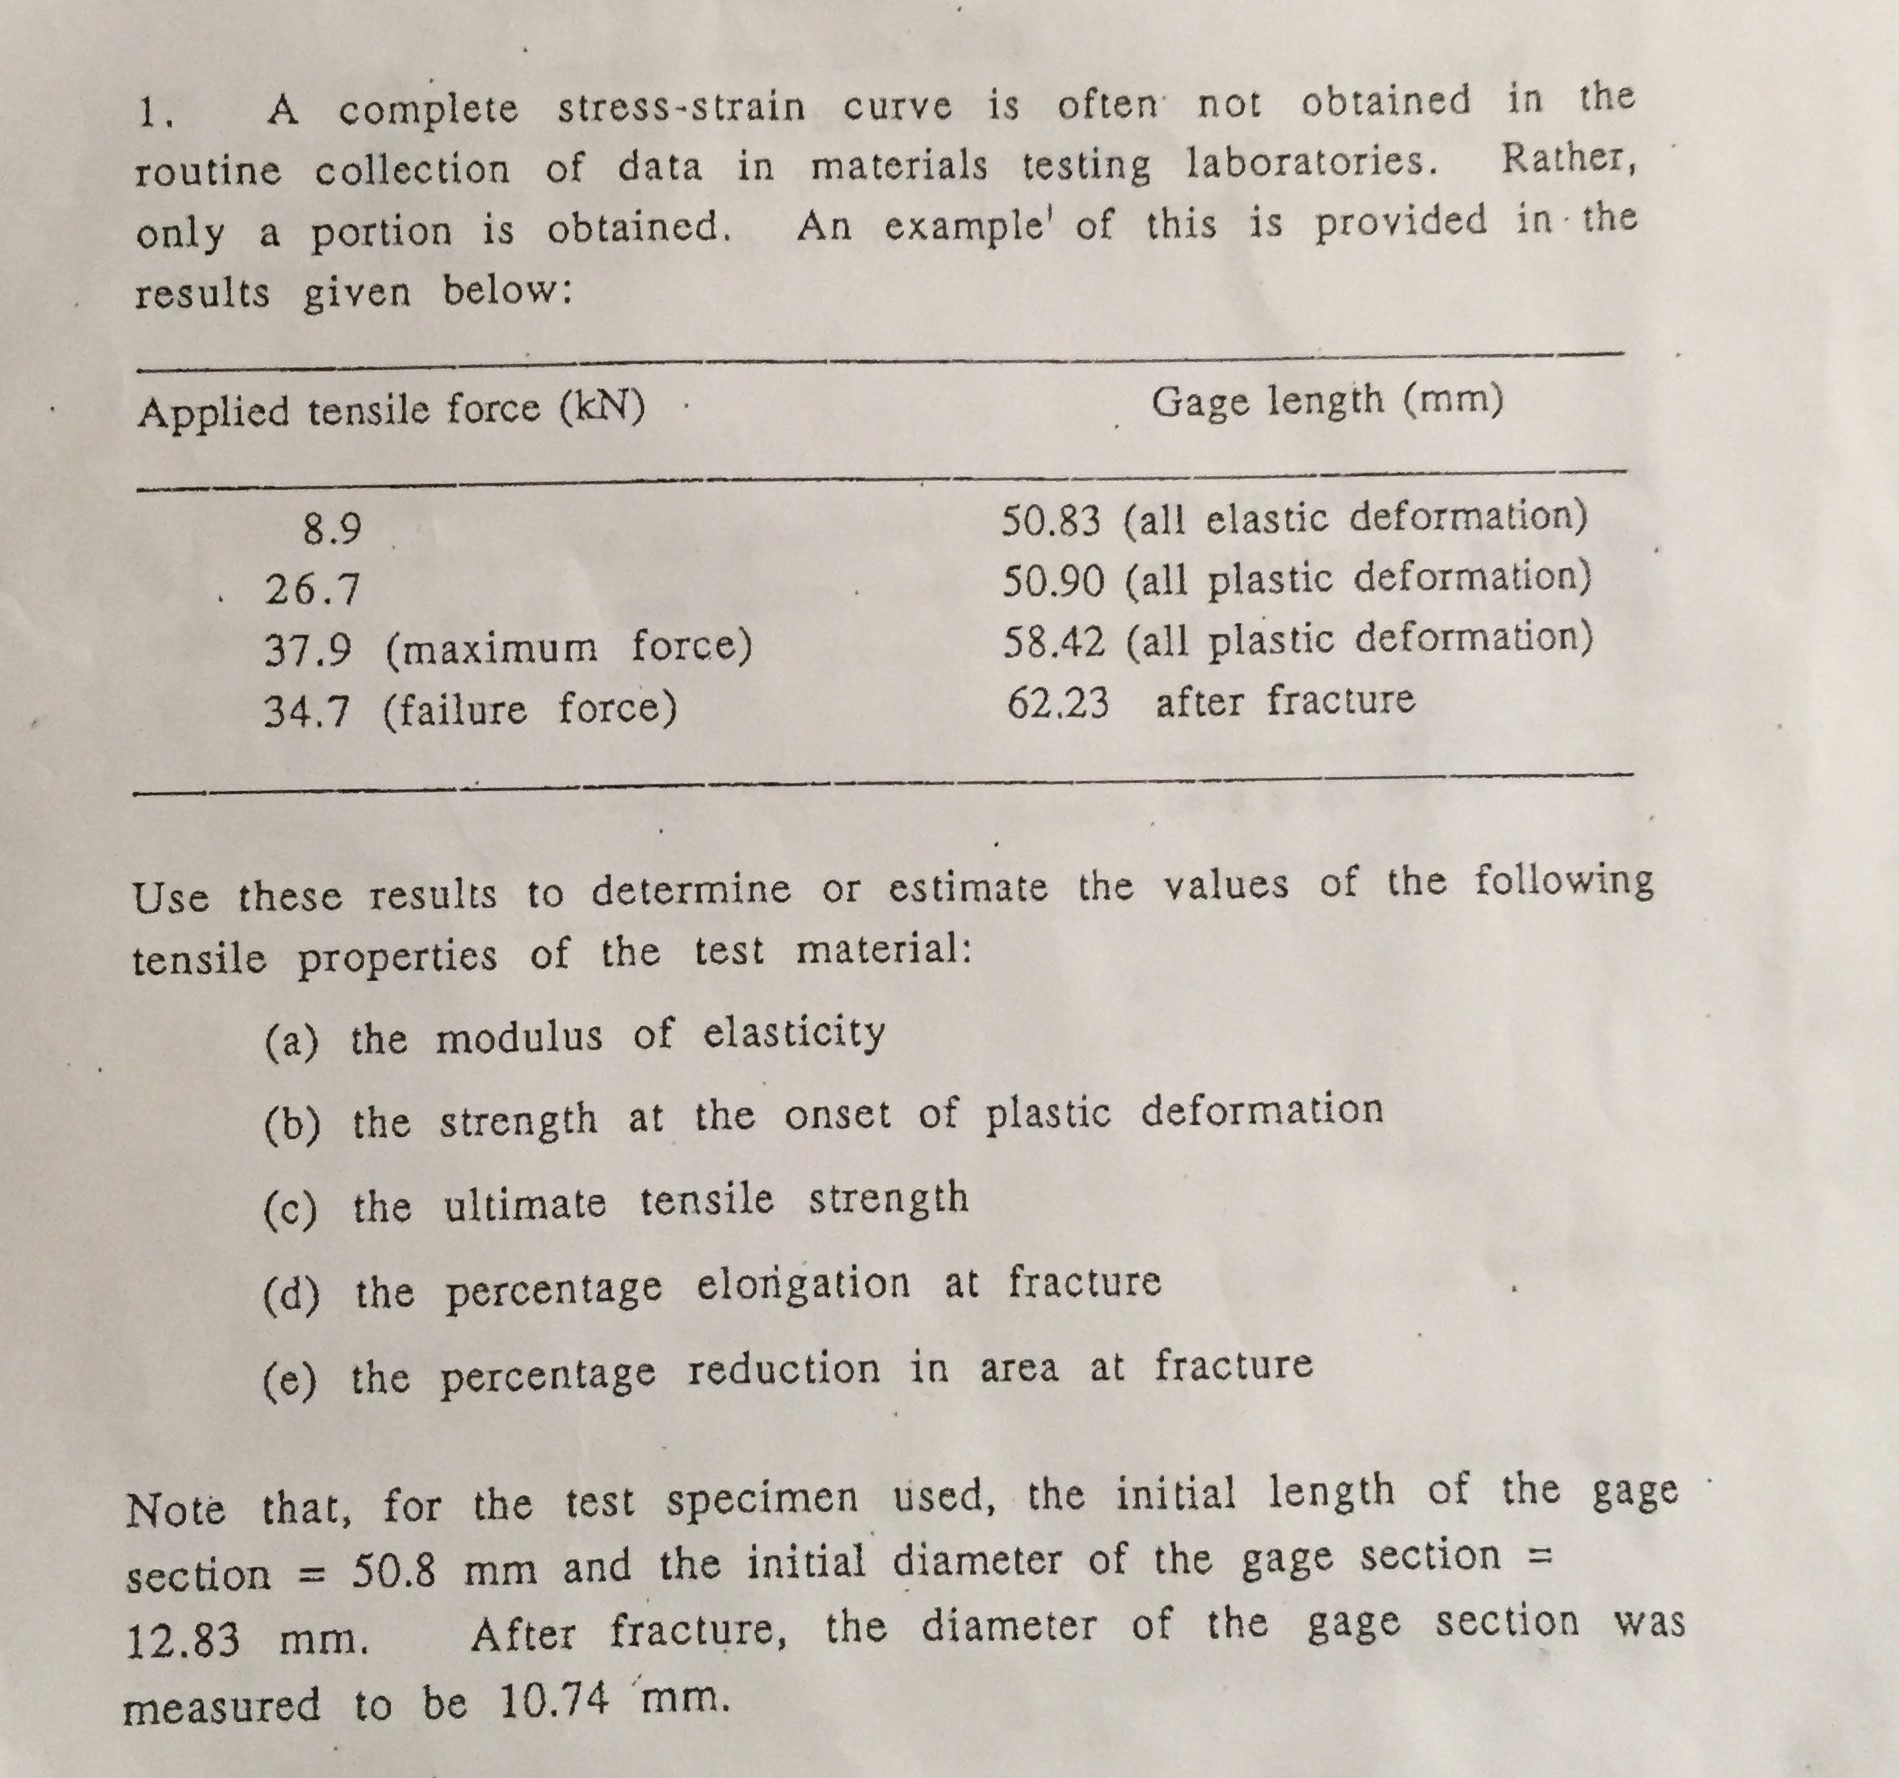 1. A complete stress-strain curve is often not obtained in the
routine collection of data in materials testing laboratories. Rather,
only a portion is obtained. An example' of this is provided in the
results given below:
Applied tensile force (kN) Gage length (mm)
8.9 50.83 (all elastic deformation)
26.7 50.90 (all plastic deformation)
37.9 (maximum force) 58.42 (all plastic deformation)
34.7 (failure force) 62.23 after fracture
Use these results to determine or estimate the values of the following
tensile properties of the test material:
(a) the modulus of elasticity
(b) the strength at the onset of plastic deformation
(c) the ultimate tensile strength
(d) the percentage elongation at fracture
(e) the percentage reduction in area at fracture
Note that, for the test specimen used, the initial length of the gage
section = 50.8 mm and the initial diameter of the gage section =
12.83 mm. After fracture, the diameter of the gage section was
measured to be 10.74 mm.